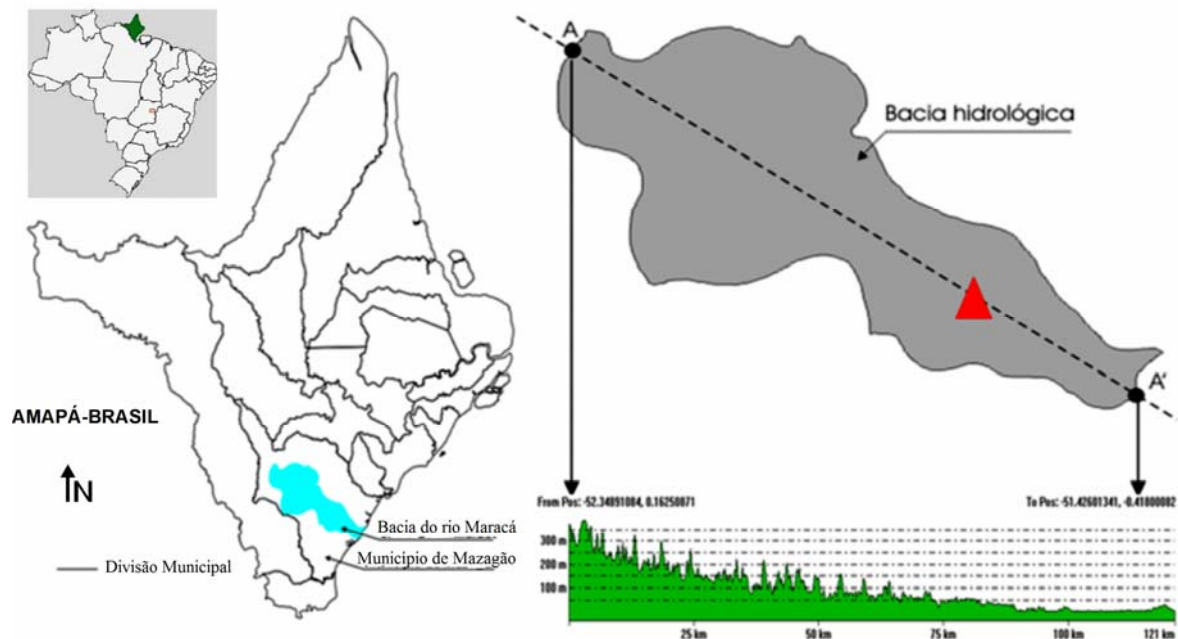 AMAPÁ-BRASIL
N
Bacia do rio Maracá
Municipio de Mazagão
Divisão Municipal
A
Bacia hidrológica
A'
From Pos: -52.34891084, 0.16250871
To Pos: -51.42601341, -0.41800082
300 m
200 m
100 m
25 km
50 km
75 km
100 km
121 km